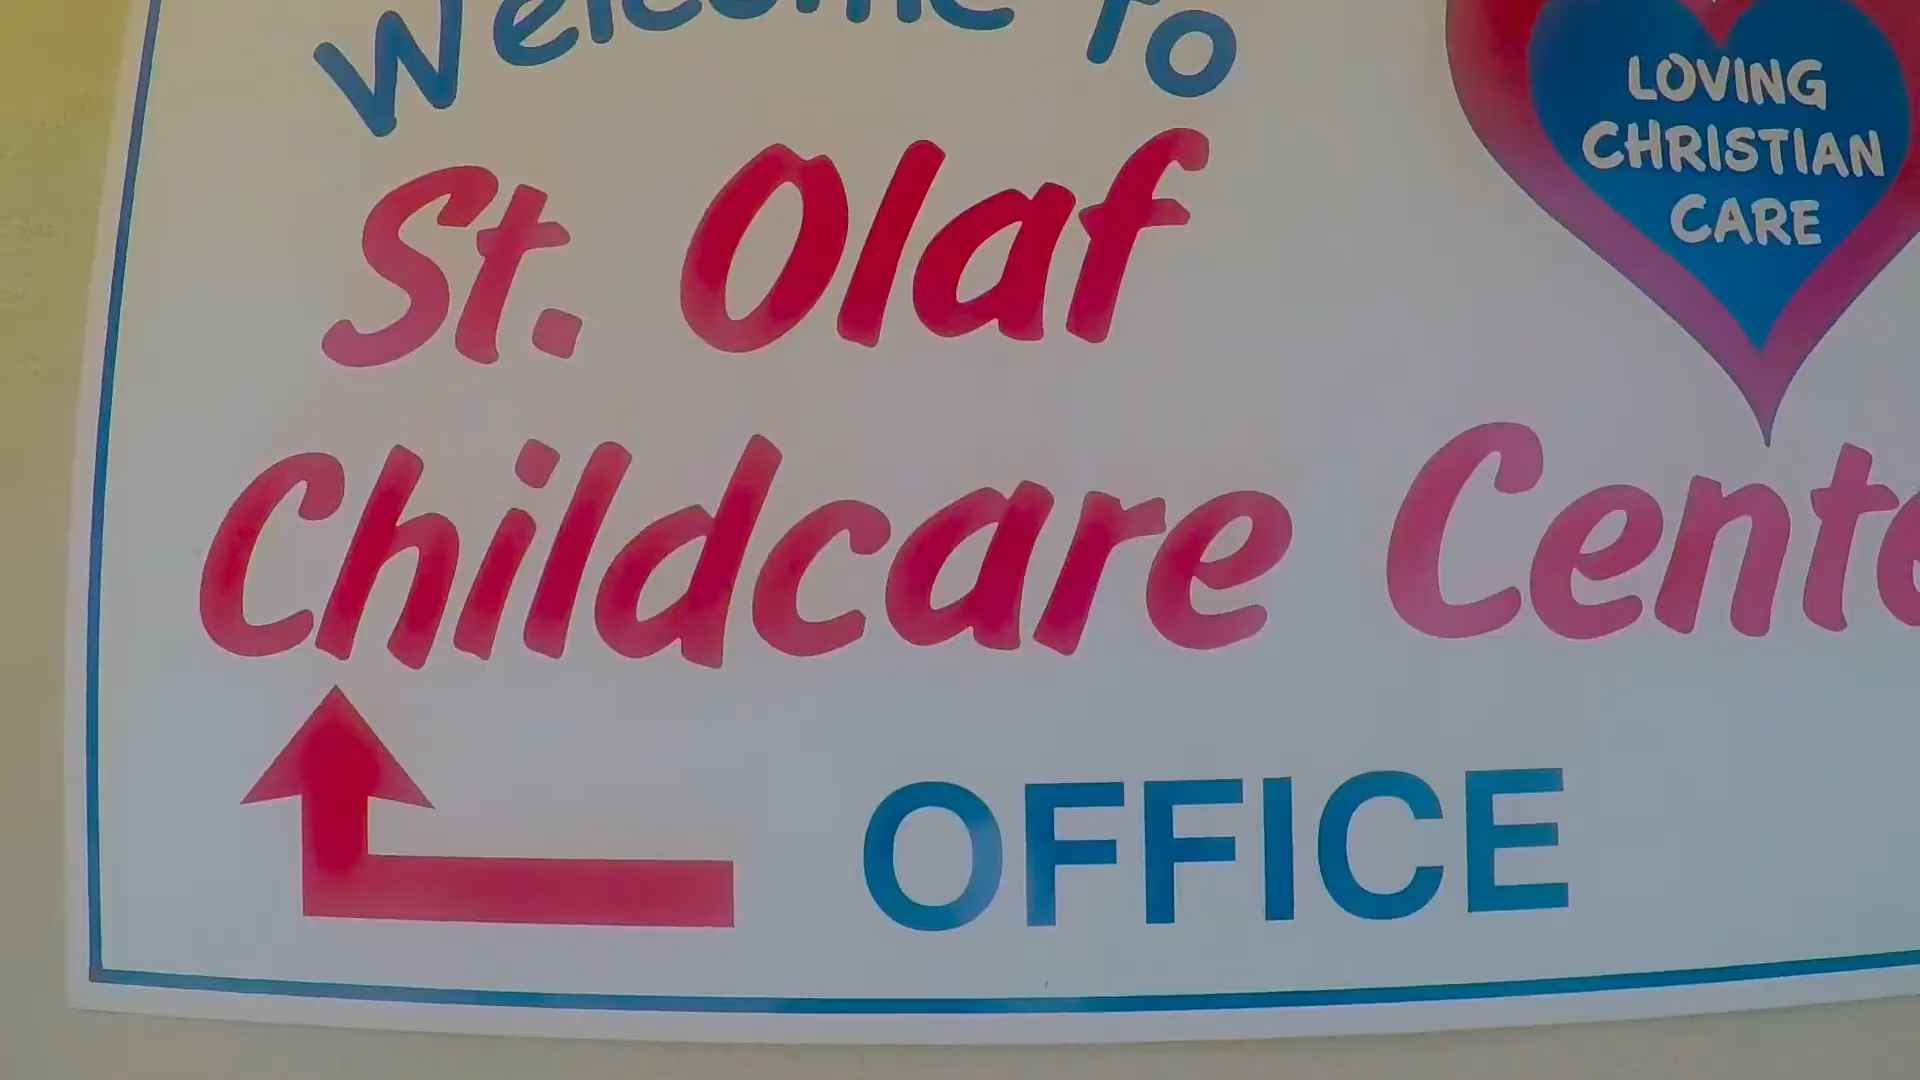 Welcome To
St. Olaf
Childcare Cente
OFFICE
LOVING
CHRISTIAN
CARE